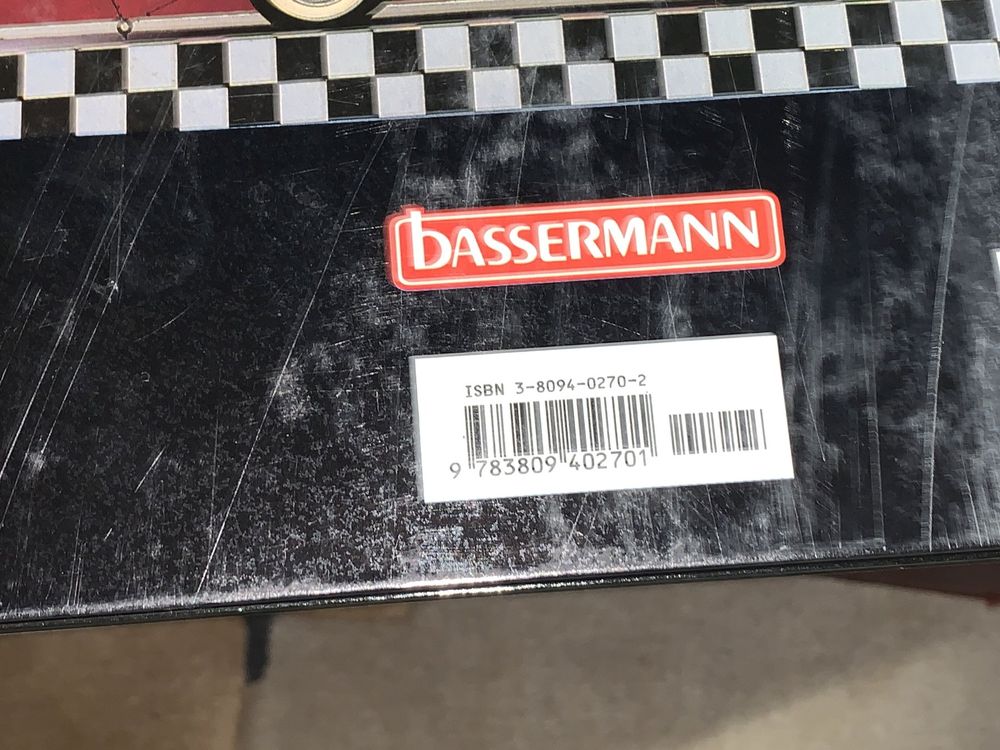 bASSERMANN
ISBN 3-8094-0270-2
9 783809 402701